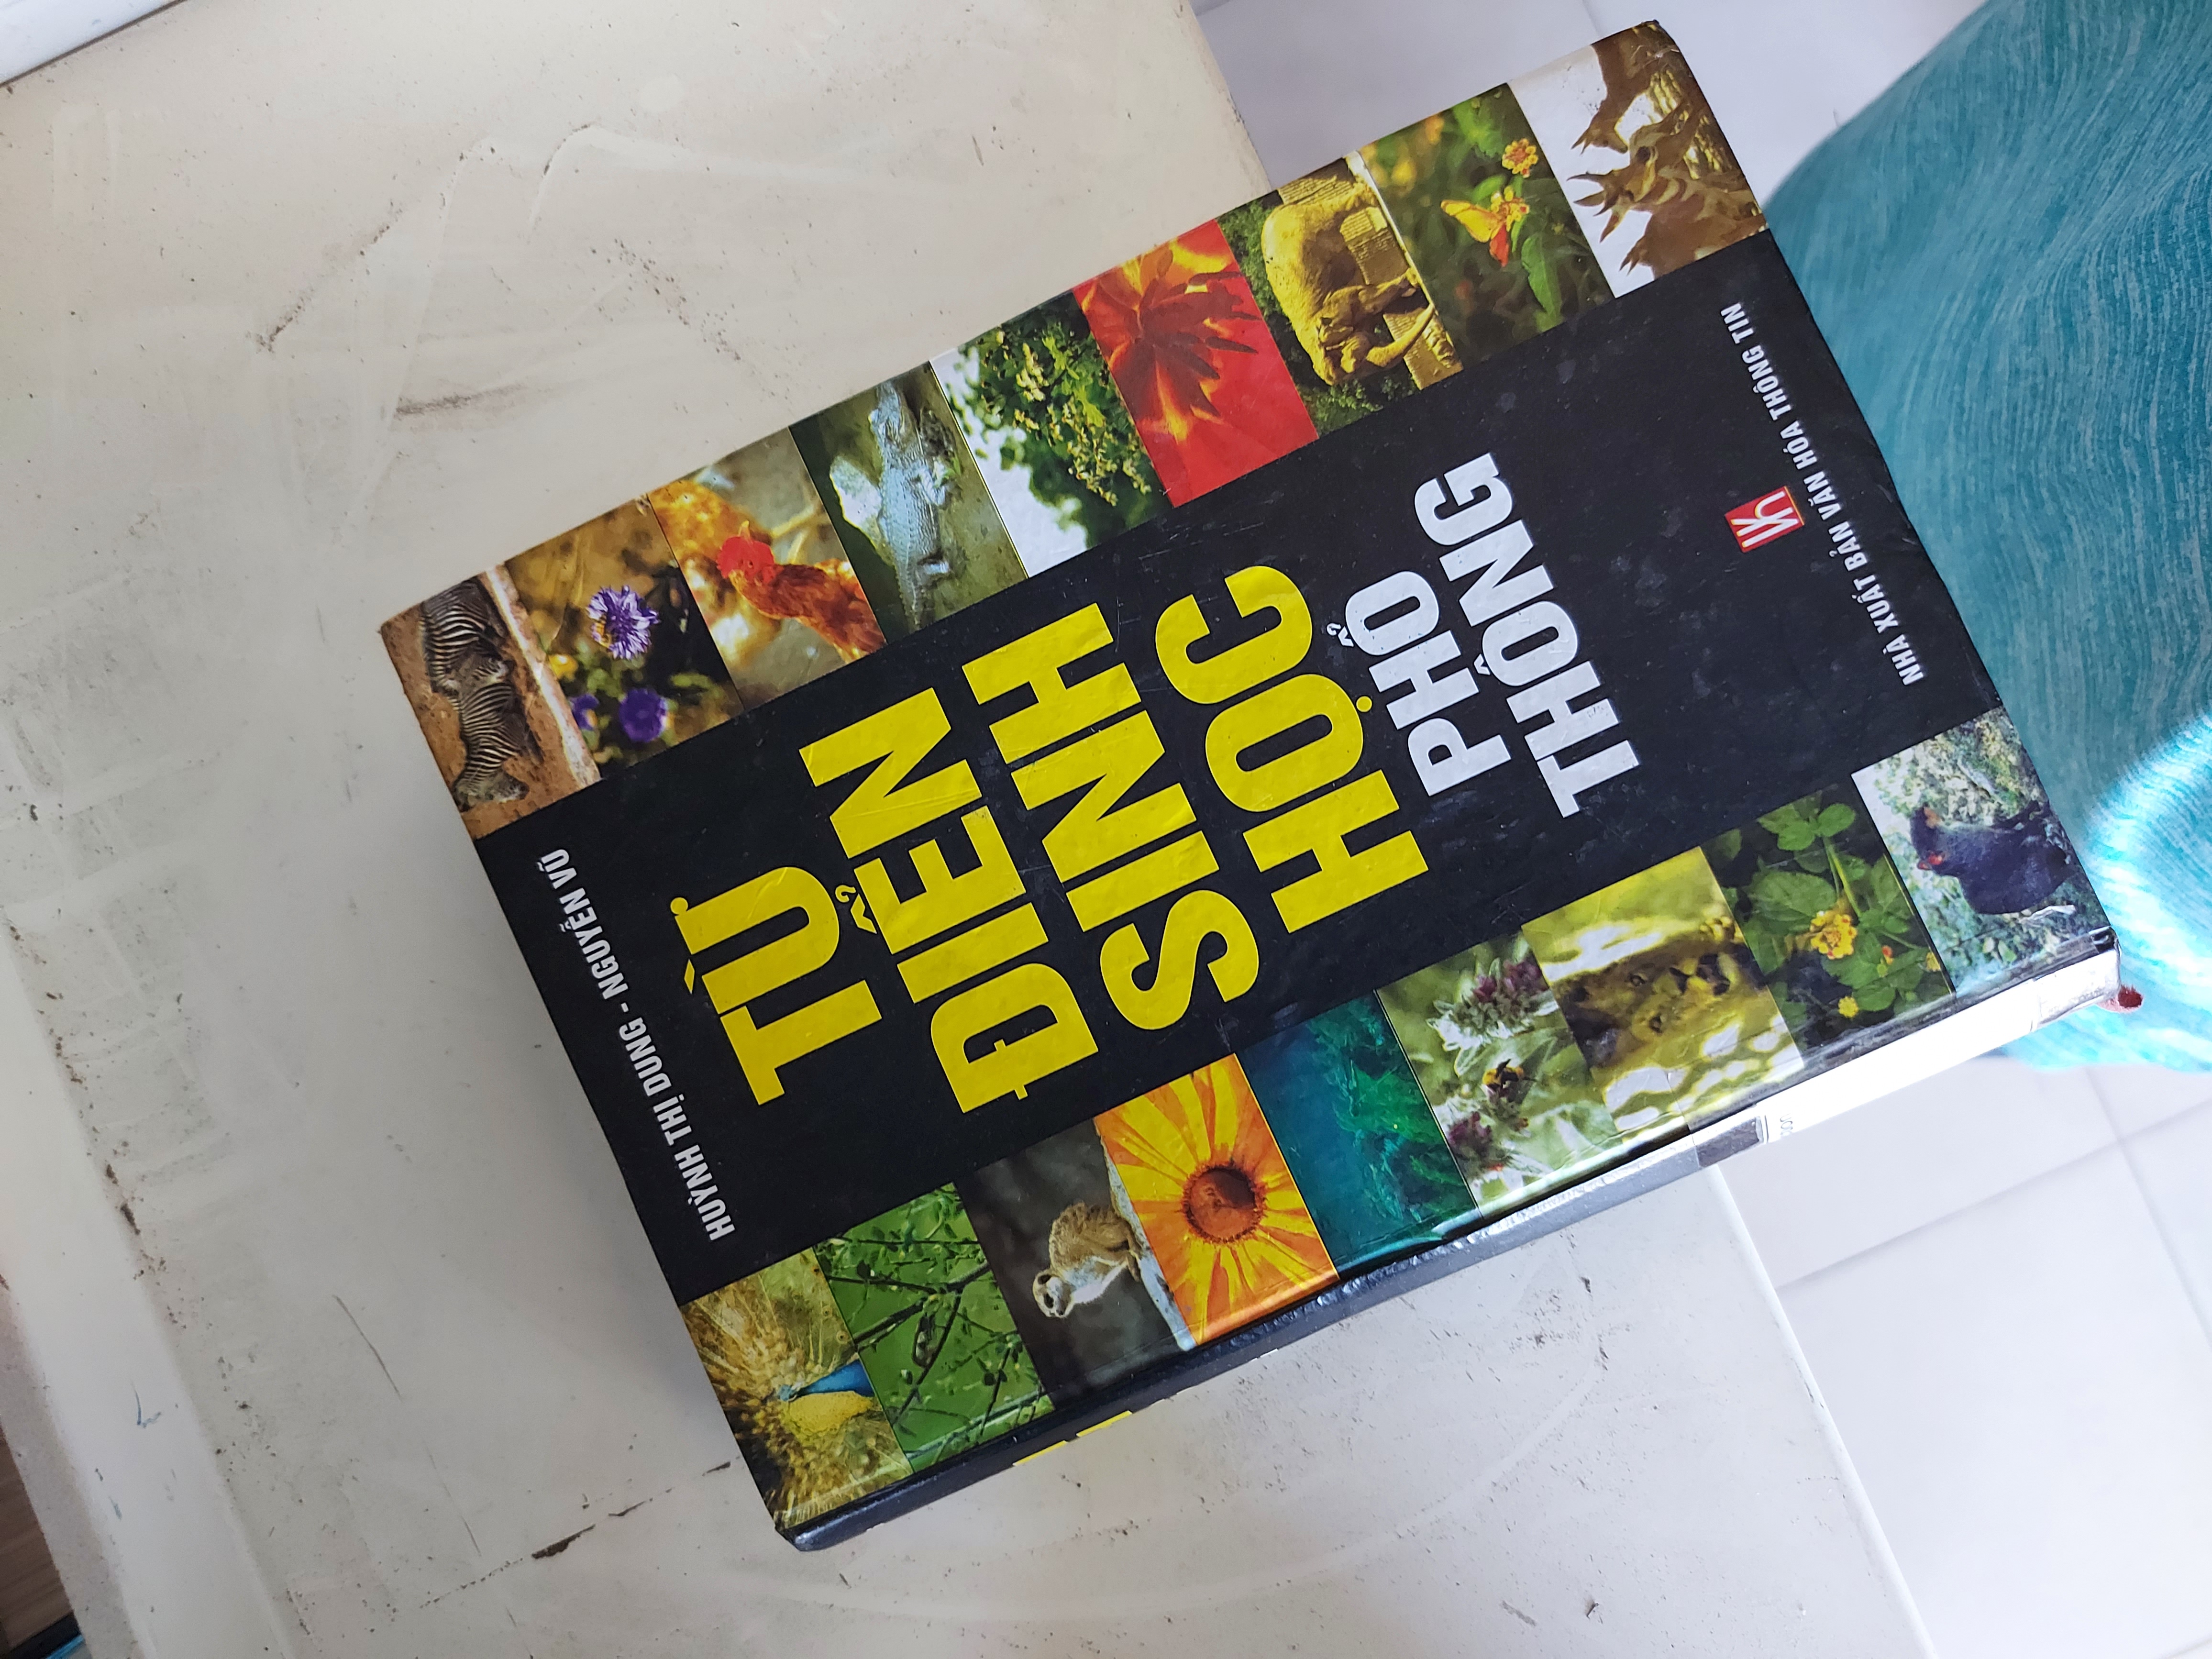 HUỲNH THỊ DUNG - NGUYỄN VŨ
TỪ
ĐIỂN
SINH
HỌC
PHỔ
THÔNG
NHÀ XUẤT BẢN VĂN HÓA THÔNG TIN